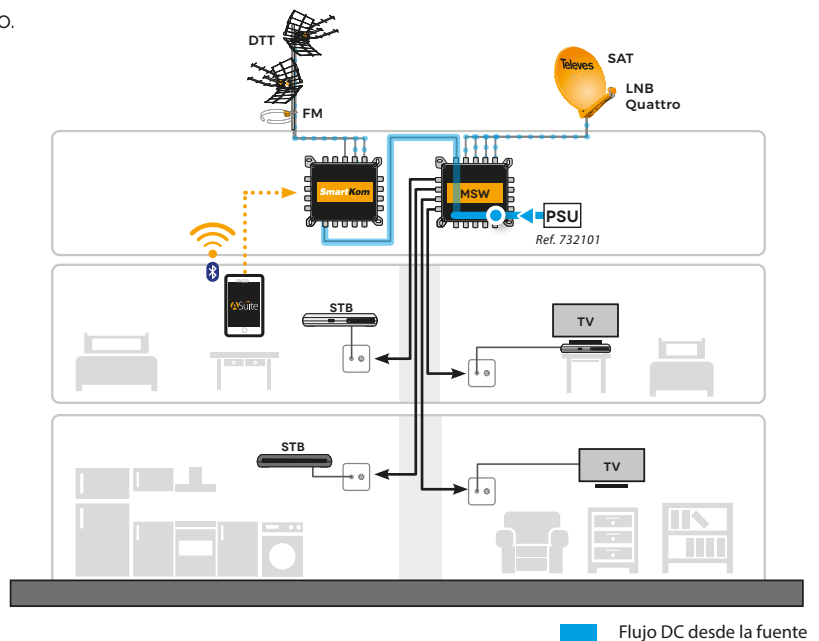 O.
DTT
FM
Televes
SAT
LNB
Quattro
SmartKom
MSW
PSU
Ref. 732101
ASuite
STB
TV
STB
TV
Flujo DC desde la fuente